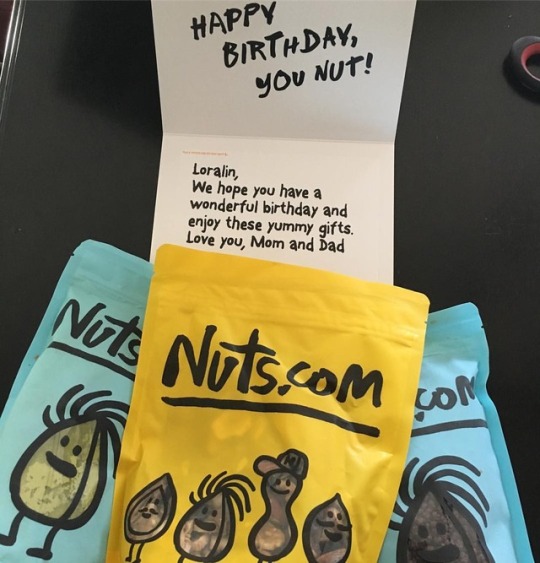 HAPPY
BIRTHDAY,
YOU NUT!
Loralin,
We hope you have a
wonderful birthday and
enjoy these yummy gifts.
Love you, Mom and Dad
Nuts
Nuts.com
.com